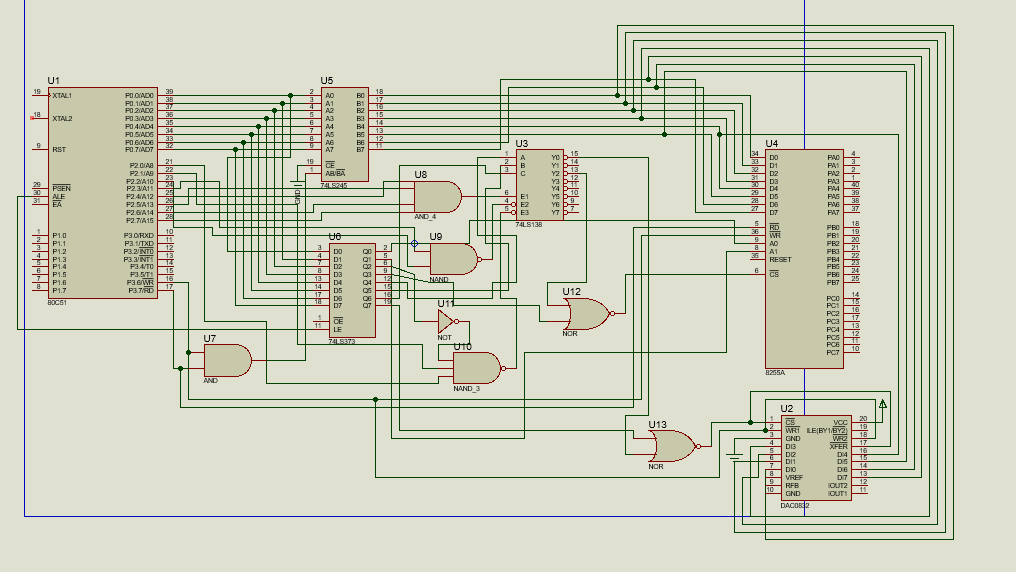 U1
19 XTAL1
18 XTAL2
9 RST
29 PSEN
30 ALE
31 EA
1 P1.0
2 P1.1
3 P1.2
4 P1.3
5 P1.4
6 P1.5
7 P1.6
8 P1.7
P0.0/AD0 39
P0.1/AD1 38
P0.2/AD2 37
P0.3/AD3 36
P0.4/AD4 35
P0.5/AD5 34
P0.6/AD6 33
P0.7/AD7 32
P2.0/A8 21
P2.1/A9 22
P2.2/A10 23
P2.3/A11 24
P2.4/A12 25
P2.5/A13 26
P2.6/A14 27
P2.7/A15 28
P3.0/RXD 10
P3.1/TXD 11
P3.2/INT0 12
P3.3/INT1 13
P3.4/T0 14
P3.5/T1 15
P3.6/WR 16
P3.7/RD 17
80C51
U5
2 A0 B0 18
3 A1 B1 17
4 A2 B2 16
5 A3 B3 15
6 A4 B4 14
7 A5 B5 13
8 A6 B6 12
9 A7 B7 11
19 CE
1 AB/BA
74LS245
GND
U3
1 A Y0 15
2 B Y1 14
3 C Y2 13
Y3 12
Y4 11
6 E1 Y5 10
4 E2 Y6 9
5 E3 Y7 7
74LS138
U8
AND_4
U6
3 D0 Q0 2
4 D1 Q1 5
7 D2 Q2 6
8 D3 Q3 9
13 D4 Q4 12
14 D5 Q5 15
17 D6 Q6 16
18 D7 Q7 19
1 OE
11 LE
74LS373
U9
NAND
U11
NOT
U10
NAND_3
U7
AND
U12
NOR
U13
NOR
U4
34 D0 PA0 4
33 D1 PA1 3
32 D2 PA2 2
31 D3 PA3 1
30 D4 PA4 40
29 D5 PA5 39
28 D6 PA6 38
27 D7 PA7 37
5 RD PB0 18
36 WR PB1 19
9 A0 PB2 20
8 A1 PB3 21
35 RESET PB4 22
PB5 23
6 CS PB6 24
PB7 25
PC0 14
PC1 15
PC2 16
PC3 17
PC4 13
PC5 12
PC6 11
PC7 10
8255A
U2
1 CS VCC 20
2 WR1 ILE(BY1/BY2) 19
3 GND WR2 18
4 DI3 XFER 17
5 DI2 DI4 16
6 DI1 DI5 15
7 DI0 DI6 14
8 VREF DI7 13
9 RFB IOUT2 12
10 GND IOUT1 11
DAC0832